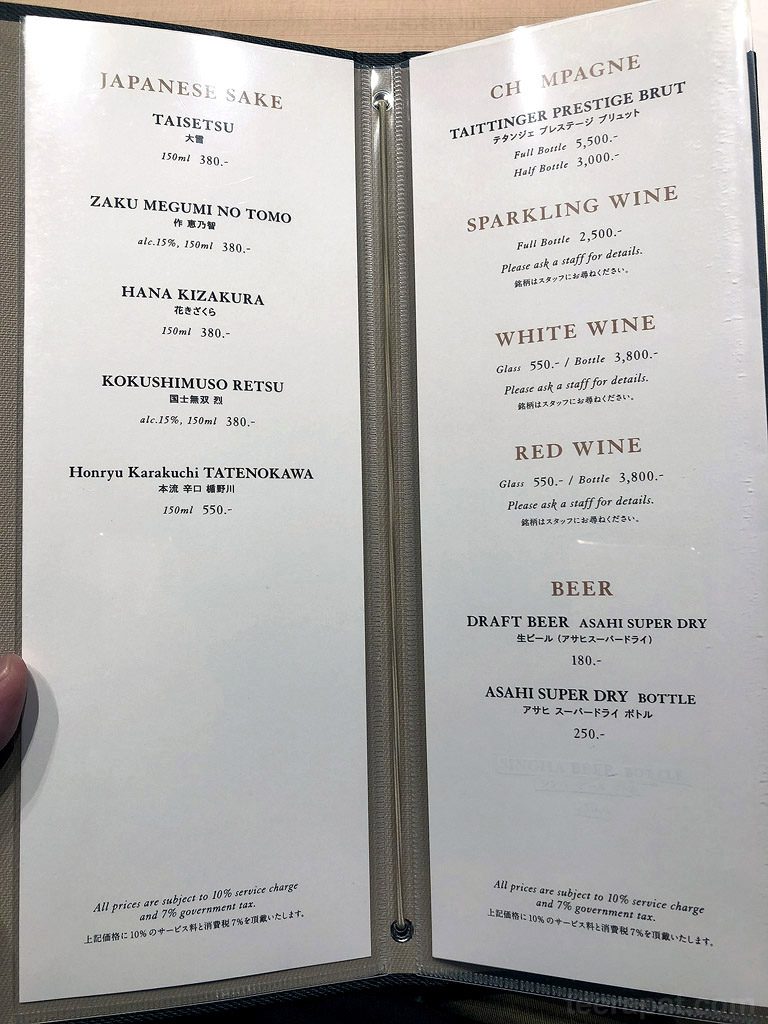 JAPANESE SAKE
TAISETSU
大雪
150ml 380.-
ZAKU MEGUMI NO TOMO
作 恵乃智
alc.15%, 150ml 380.-
HANA KIZAKURA
花きざくら
150ml 380.-
KOKUSHIMUSO RETSU
国士無双 烈
alc.15%, 150ml 380.-
Honryu Karakuchi TATENOKAWA
本流 辛口 楯野川
150ml 550.-
All prices are subject to 10% service charge
and 7% government tax.
上記価格に10%のサービス料と消費税7%を頂戴いたします。
CH MPAGNE
TAITTINGER PRESTIGE BRUT
テタンジェ プレステージ ブリュット
Full Bottle 5,500.-
Half Bottle 3,000.-
SPARKLING WINE
Full Bottle 2,500.-
Please ask a staff for details.
銘柄はスタッフにお尋ねください。
WHITE WINE
Glass 550.- / Bottle 3,800.-
Please ask a staff for details.
銘柄はスタッフにお尋ねください。
RED WINE
Glass 550.- / Bottle 3,800.-
Please ask a staff for details.
銘柄はスタッフにお尋ねください。
BEER
DRAFT BEER ASAHI SUPER DRY
生ビール (アサヒスーパードライ)
180.-
ASAHI SUPER DRY BOTTLE
アサヒ スーパードライ ボトル
250.-
SINGHA BEER BOTTLE
All prices are subject to 10% service charge
and 7% government tax.
上記価格に10%のサービス料と消費税7%を頂戴いたします。